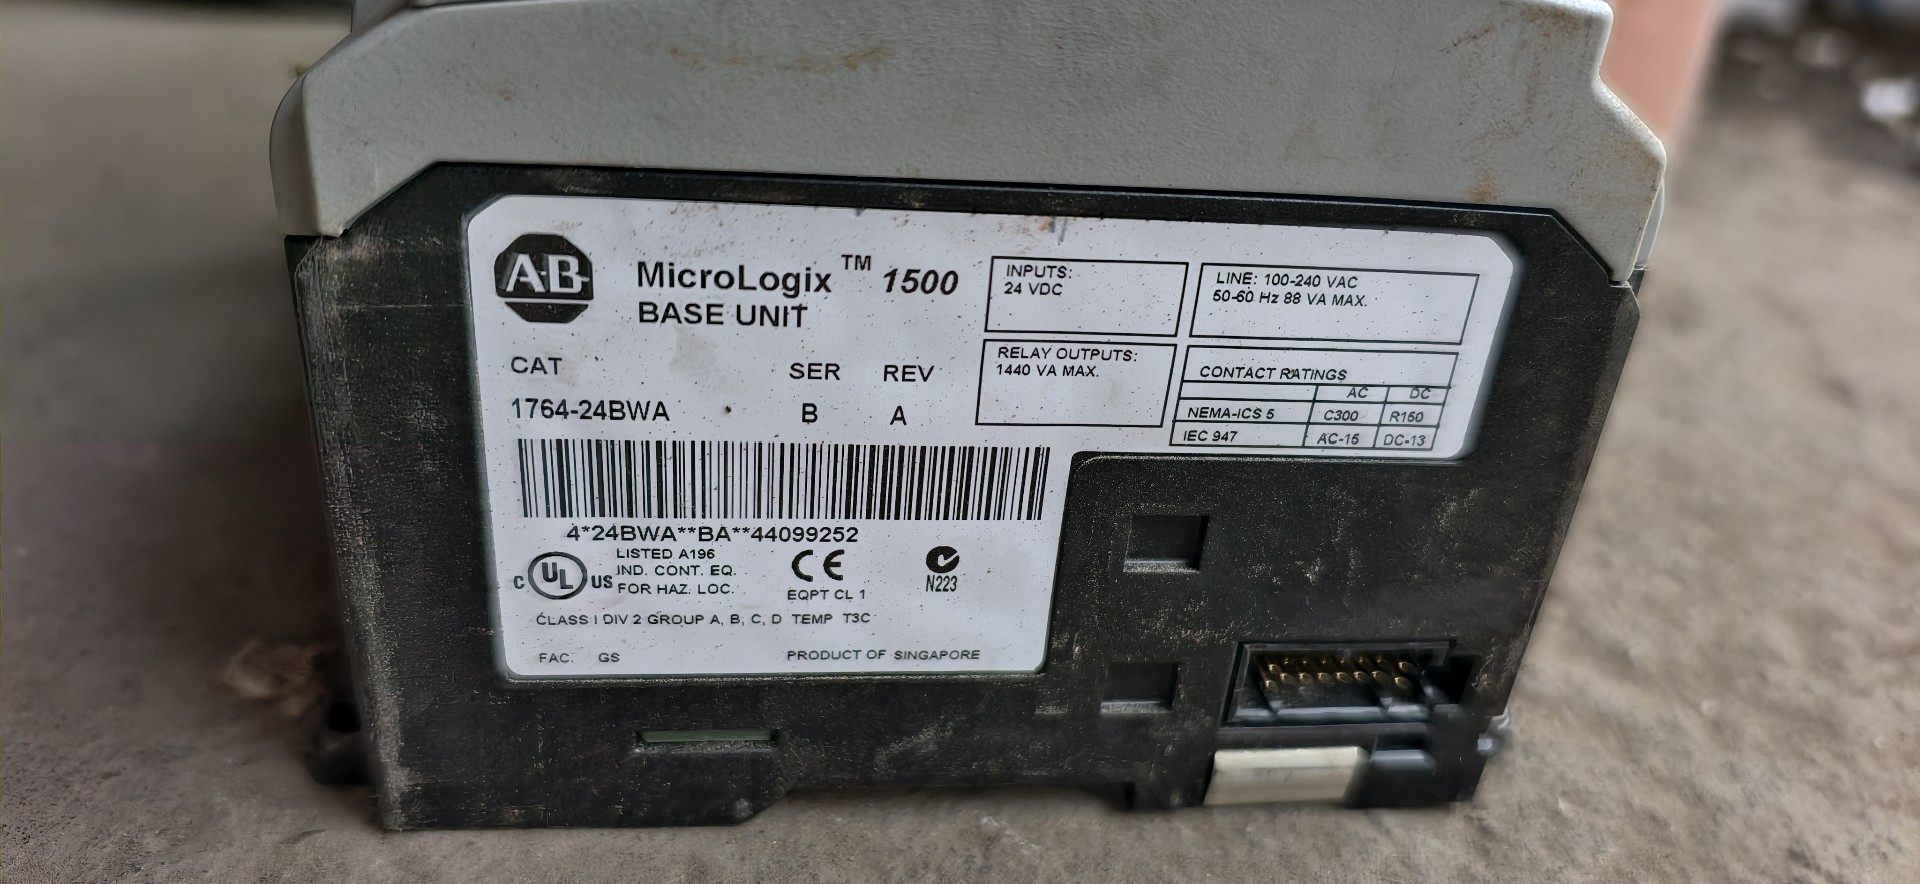 A-B
MicroLogix ™ 1500
BASE UNIT
CAT SER REV
1764-24BWA B A
4*24BWA**BA**44099252
C UL US
LISTED A196
IND. CONT. EQ.
FOR HAZ. LOC.
CE
EQPT CL 1
N223
CLASS I DIV 2 GROUP A, B, C, D TEMP T3C
FAC. GS PRODUCT OF SINGAPORE
INPUTS:
24 VDC
LINE: 100-240 VAC
50-60 Hz 88 VA MAX.
RELAY OUTPUTS:
1440 VA MAX.
CONTACT RATINGS
AC DC
NEMA-ICS 5 C300 R150
IEC 947 AC-15 DC-13